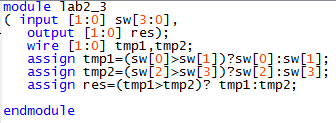 module lab2_3
( input [1:0] sw[3:0],
output [1:0] res);
wire [1:0] tmp1,tmp2;
assign tmp1=(sw[0]>sw[1])?sw[0]:sw[1];
assign tmp2=(sw[2]>sw[3])?sw[2]:sw[3];
assign res=(tmp1>tmp2)? tmp1:tmp2;
endmodule